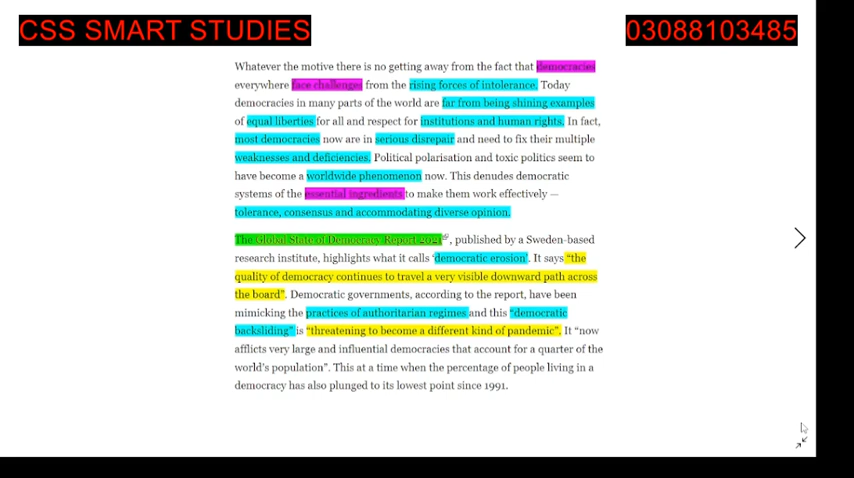 CSS SMART STUDIES
03088103485
Whatever the motive there is no getting away from the fact that democracies
everywhere face challenges from the rising forces of intolerance. Today
democracies in many parts of the world are far from being shining examples
of equal liberties for all and respect for institutions and human rights. In fact,
most democracies now are in serious disrepair and need to fix their multiple
weaknesses and deficiencies. Political polarisation and toxic politics seem to
have become a worldwide phenomenon now. This denudes democratic
systems of the essential ingredients to make them work effectively —
tolerance, consensus and accommodating diverse opinion.
The Global State of Democracy Report 2021, published by a Sweden-based
research institute, highlights what it calls ‘democratic erosion’. It says “the
quality of democracy continues to travel a very visible downward path across
the board”. Democratic governments, according to the report, have been
mimicking the practices of authoritarian regimes and this “democratic
backsliding” is “threatening to become a different kind of pandemic”. It “now
afflicts very large and influential democracies that account for a quarter of the
world’s population”. This at a time when the percentage of people living in a
democracy has also plunged to its lowest point since 1991.